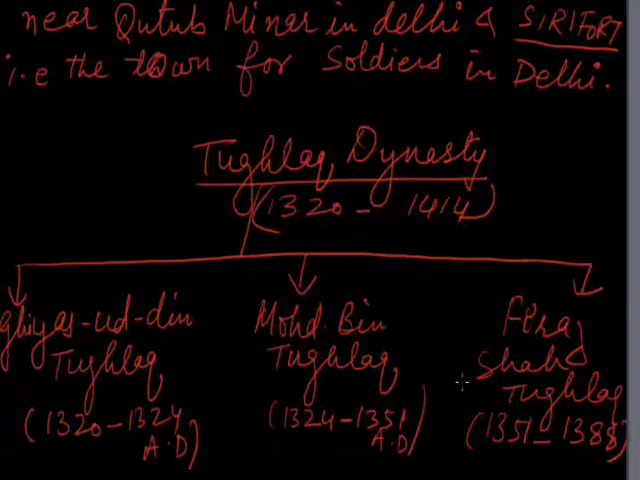 near Qutub Minar in delhi & SIRIFORT
i.e the town for Soldiers in Delhi.
Tughlaq Dynasty
(1320 - 1414)
ghiyas-ud-din
Tughlaq
(1320-1324
A.D)
Mohd. Bin
Tughlaq
(1324-1351
A.D)
Firaj
Shah
Tughlaq
(1351-1388)